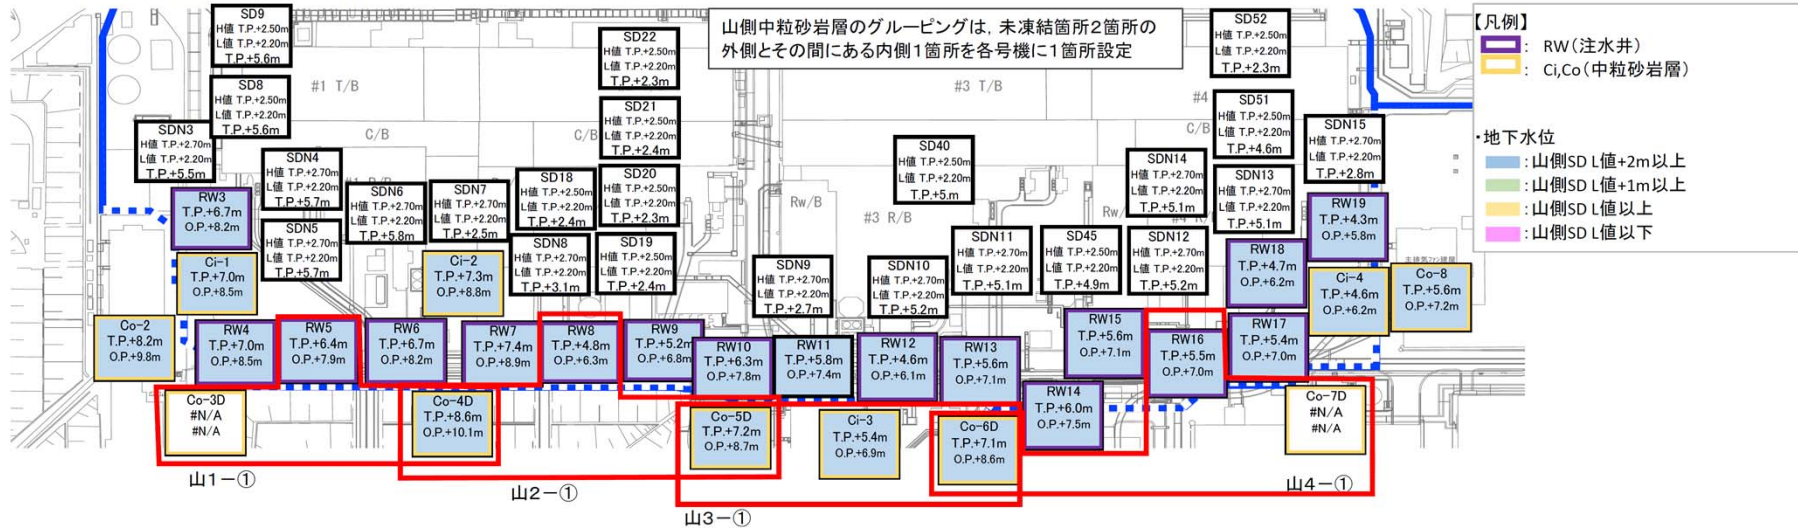 山側中粒砂岩層のグルーピングは，未凍結箇所2箇所の
外側とその間にある内側1箇所を各号機に1箇所設定
【凡例】
： RW（注水井）
： Ci,Co（中粒砂岩層）
・地下水位
：山側SD L値+2m以上
：山側SD L値+1m以上
：山側SD L値以上
：山側SD L値以下
SD9
H値 T.P.+2.50m
L値 T.P.+2.20m
T.P.+5.6m
SD8
H値 T.P.+2.50m
L値 T.P.+2.20m
T.P.+5.6m
SDN3
H値 T.P.+2.70m
L値 T.P.+2.20m
T.P.+5.5m
SDN4
H値 T.P.+2.70m
L値 T.P.+2.20m
T.P.+5.7m
SDN5
H値 T.P.+2.70m
L値 T.P.+2.20m
T.P.+5.7m
SDN6
H値 T.P.+2.70m
L値 T.P.+2.20m
T.P.+5.8m
SDN7
H値 T.P.+2.70m
L値 T.P.+2.20m
T.P.+2.5m
SD18
H値 T.P.+2.50m
L値 T.P.+2.20m
T.P.+2.4m
SDN8
H値 T.P.+2.70m
L値 T.P.+2.20m
T.P.+3.1m
SD22
H値 T.P.+2.50m
L値 T.P.+2.20m
T.P.+2.3m
SD21
H値 T.P.+2.50m
L値 T.P.+2.20m
T.P.+2.4m
SD20
H値 T.P.+2.50m
L値 T.P.+2.20m
T.P.+2.3m
SD19
H値 T.P.+2.50m
L値 T.P.+2.20m
T.P.+2.4m
SDN9
H値 T.P.+2.70m
L値 T.P.+2.20m
T.P.+2.7m
SD40
H値 T.P.+2.50m
L値 T.P.+2.20m
T.P.+5.m
SDN10
H値 T.P.+2.70m
L値 T.P.+2.20m
T.P.+5.2m
SDN11
H値 T.P.+2.70m
L値 T.P.+2.20m
T.P.+5.1m
SD45
H値 T.P.+2.50m
L値 T.P.+2.20m
T.P.+4.9m
SDN12
H値 T.P.+2.70m
L値 T.P.+2.20m
T.P.+5.2m
SDN14
H値 T.P.+2.70m
L値 T.P.+2.20m
T.P.+5.1m
SD52
H値 T.P.+2.50m
L値 T.P.+2.20m
T.P.+2.3m
SD51
H値 T.P.+2.50m
L値 T.P.+2.20m
T.P.+4.6m
SDN13
H値 T.P.+2.70m
L値 T.P.+2.20m
T.P.+5.1m
SDN15
H値 T.P.+2.70m
L値 T.P.+2.20m
T.P.+2.8m
#1 T/B
C/B
C/B
#3 T/B
Rw/B
#3 R/B
Rw/
#4
C/B
RW3
T.P.+6.7m
O.P.+8.2m
Ci-1
T.P.+7.0m
O.P.+8.5m
Ci-2
T.P.+7.3m
O.P.+8.8m
Co-2
T.P.+8.2m
O.P.+9.8m
RW4
T.P.+7.0m
O.P.+8.5m
RW5
T.P.+6.4m
O.P.+7.9m
RW6
T.P.+6.7m
O.P.+8.2m
RW7
T.P.+7.4m
O.P.+8.9m
RW8
T.P.+4.8m
O.P.+6.3m
RW9
T.P.+5.2m
O.P.+6.8m
RW10
T.P.+6.3m
O.P.+7.8m
RW11
T.P.+5.8m
O.P.+7.4m
RW12
T.P.+4.6m
O.P.+6.1m
RW13
T.P.+5.6m
O.P.+7.1m
RW14
T.P.+6.0m
O.P.+7.5m
RW15
T.P.+5.6m
O.P.+7.1m
RW16
T.P.+5.5m
O.P.+7.0m
RW17
T.P.+5.4m
O.P.+7.0m
RW18
T.P.+4.7m
O.P.+6.2m
RW19
T.P.+4.3m
O.P.+5.8m
Ci-4
T.P.+4.6m
O.P.+6.2m
Co-8
T.P.+5.6m
O.P.+7.2m
Co-3D
#N/A
#N/A
Co-4D
T.P.+8.6m
O.P.+10.1m
Co-5D
T.P.+7.2m
O.P.+8.7m
Ci-3
T.P.+5.4m
O.P.+6.9m
Co-6D
T.P.+7.1m
O.P.+8.6m
Co-7D
#N/A
#N/A
山1－①
山2－①
山3－①
山4－①